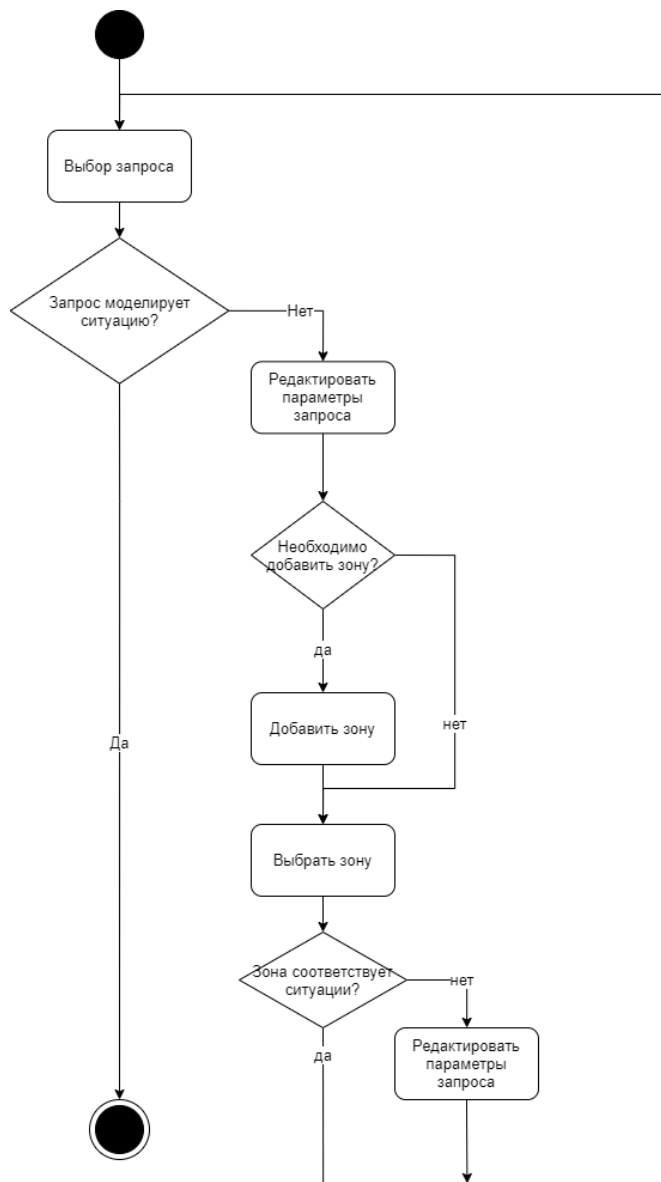 Выбор запроса
Запрос моделирует
ситуацию?
Нет
Редактировать
параметры
запроса
Необходимо
добавить зону?
да
Добавить зону
нет
Да
Выбрать зону
Зона соответствует
ситуации?
нет
да
Редактировать
параметры
запроса